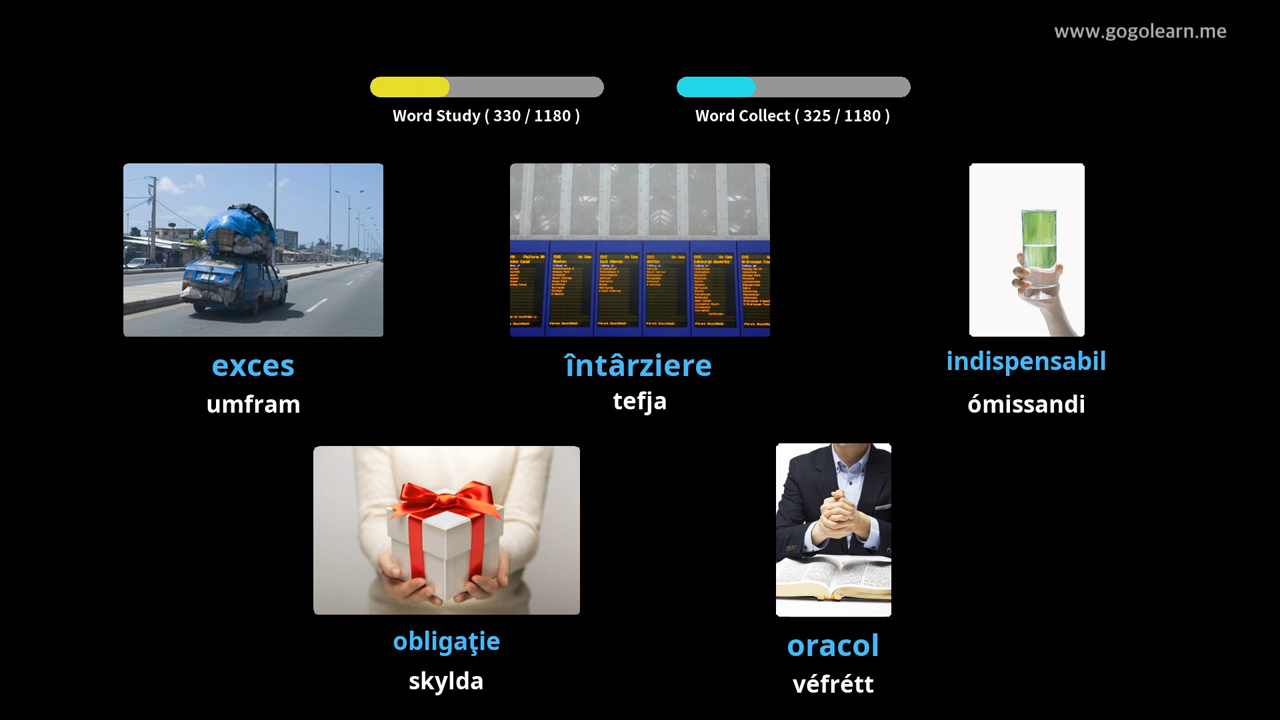 www.gogolearn.me
Word Study ( 330 / 1180 )
Word Collect ( 325 / 1180 )
exces
umfram
întârziere
tefja
indispensabil
ómissandi
obligaţie
skylda
oracol
véfrétt